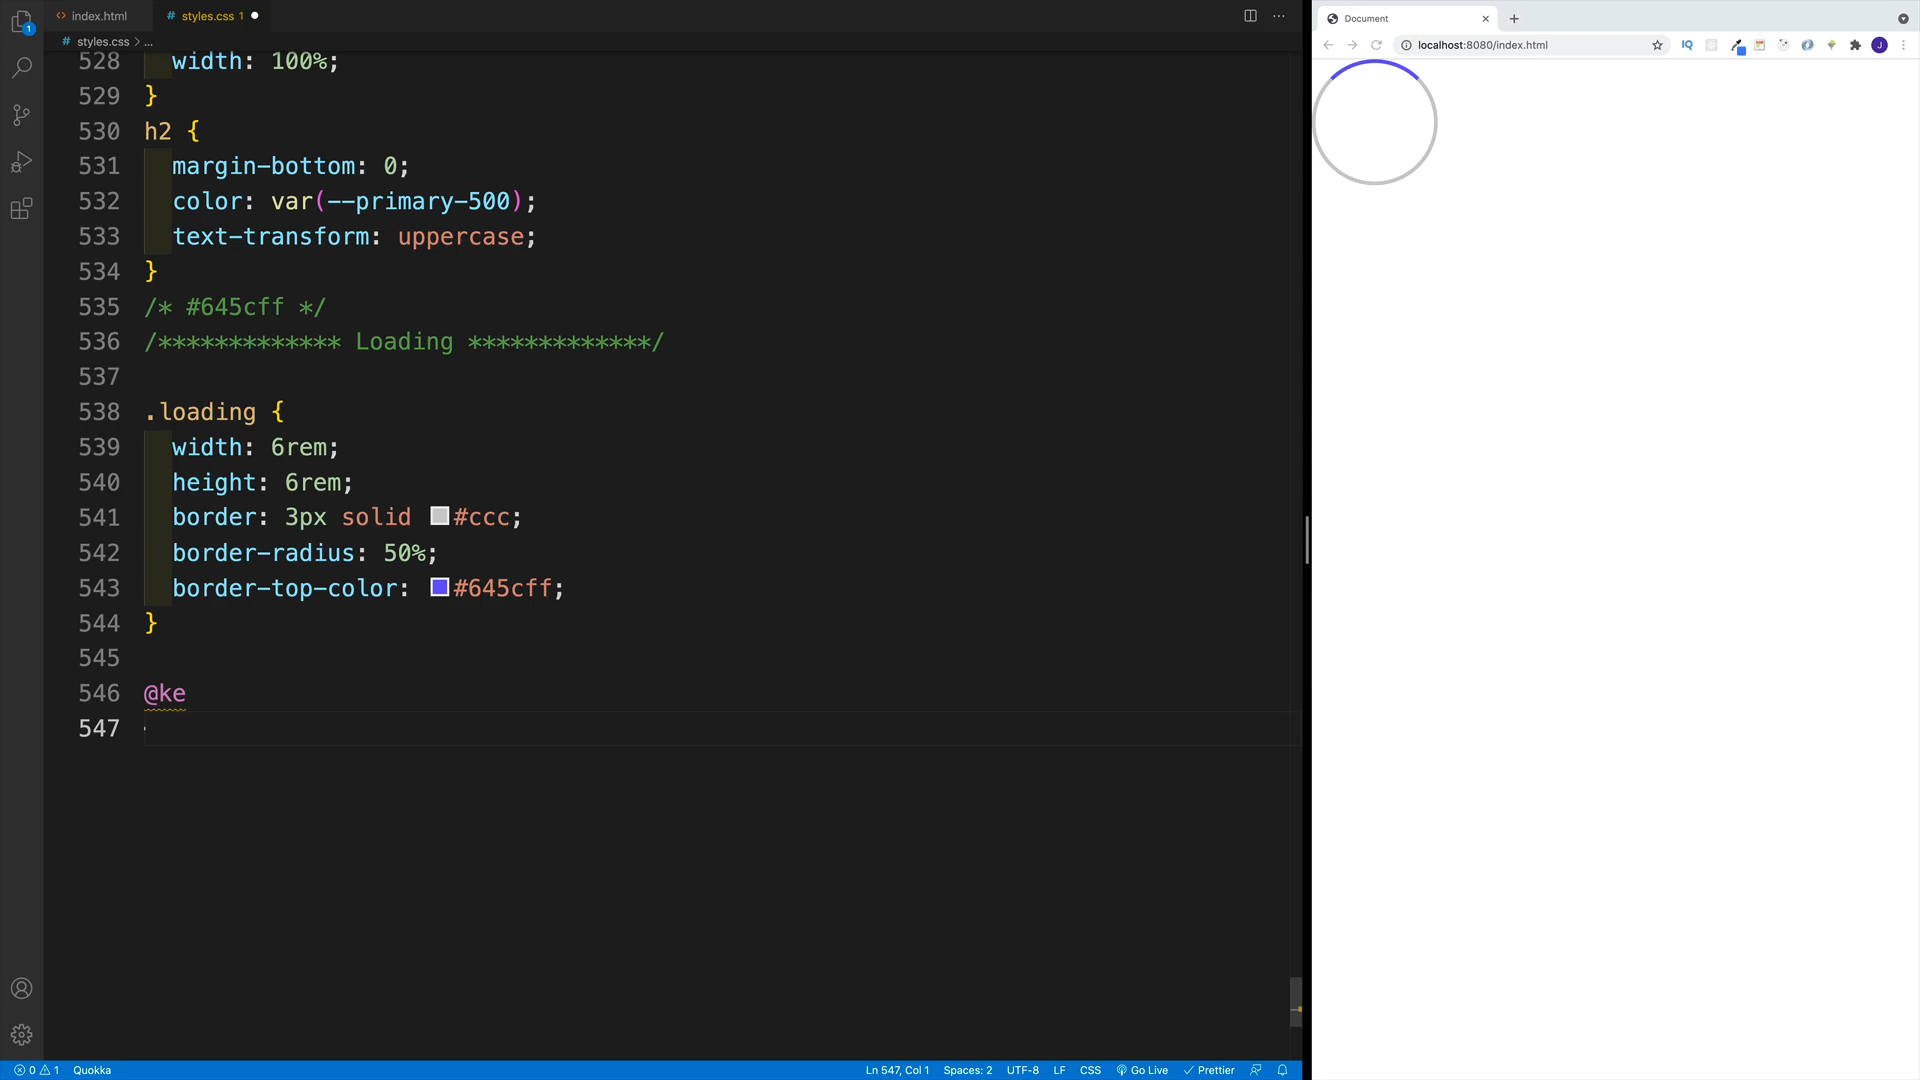 index.html
styles.css 1
Document
styles.css > ...
localhost:8080/index.html
IQ
J
528 width: 100%;
529 }
530 h2 {
531 margin-bottom: 0;
532 color: var(--primary-500);
533 text-transform: uppercase;
534 }
535 /* #645cff */
536 /************* Loading *************/
537
538 .loading {
539 width: 6rem;
540 height: 6rem;
541 border: 3px solid #ccc;
542 border-radius: 50%;
543 border-top-color: #645cff;
544 }
545
546 @ke
547
1
0 1 Quokka
Ln 547, Col 1 Spaces: 2 UTF-8 LF CSS Go Live Prettier